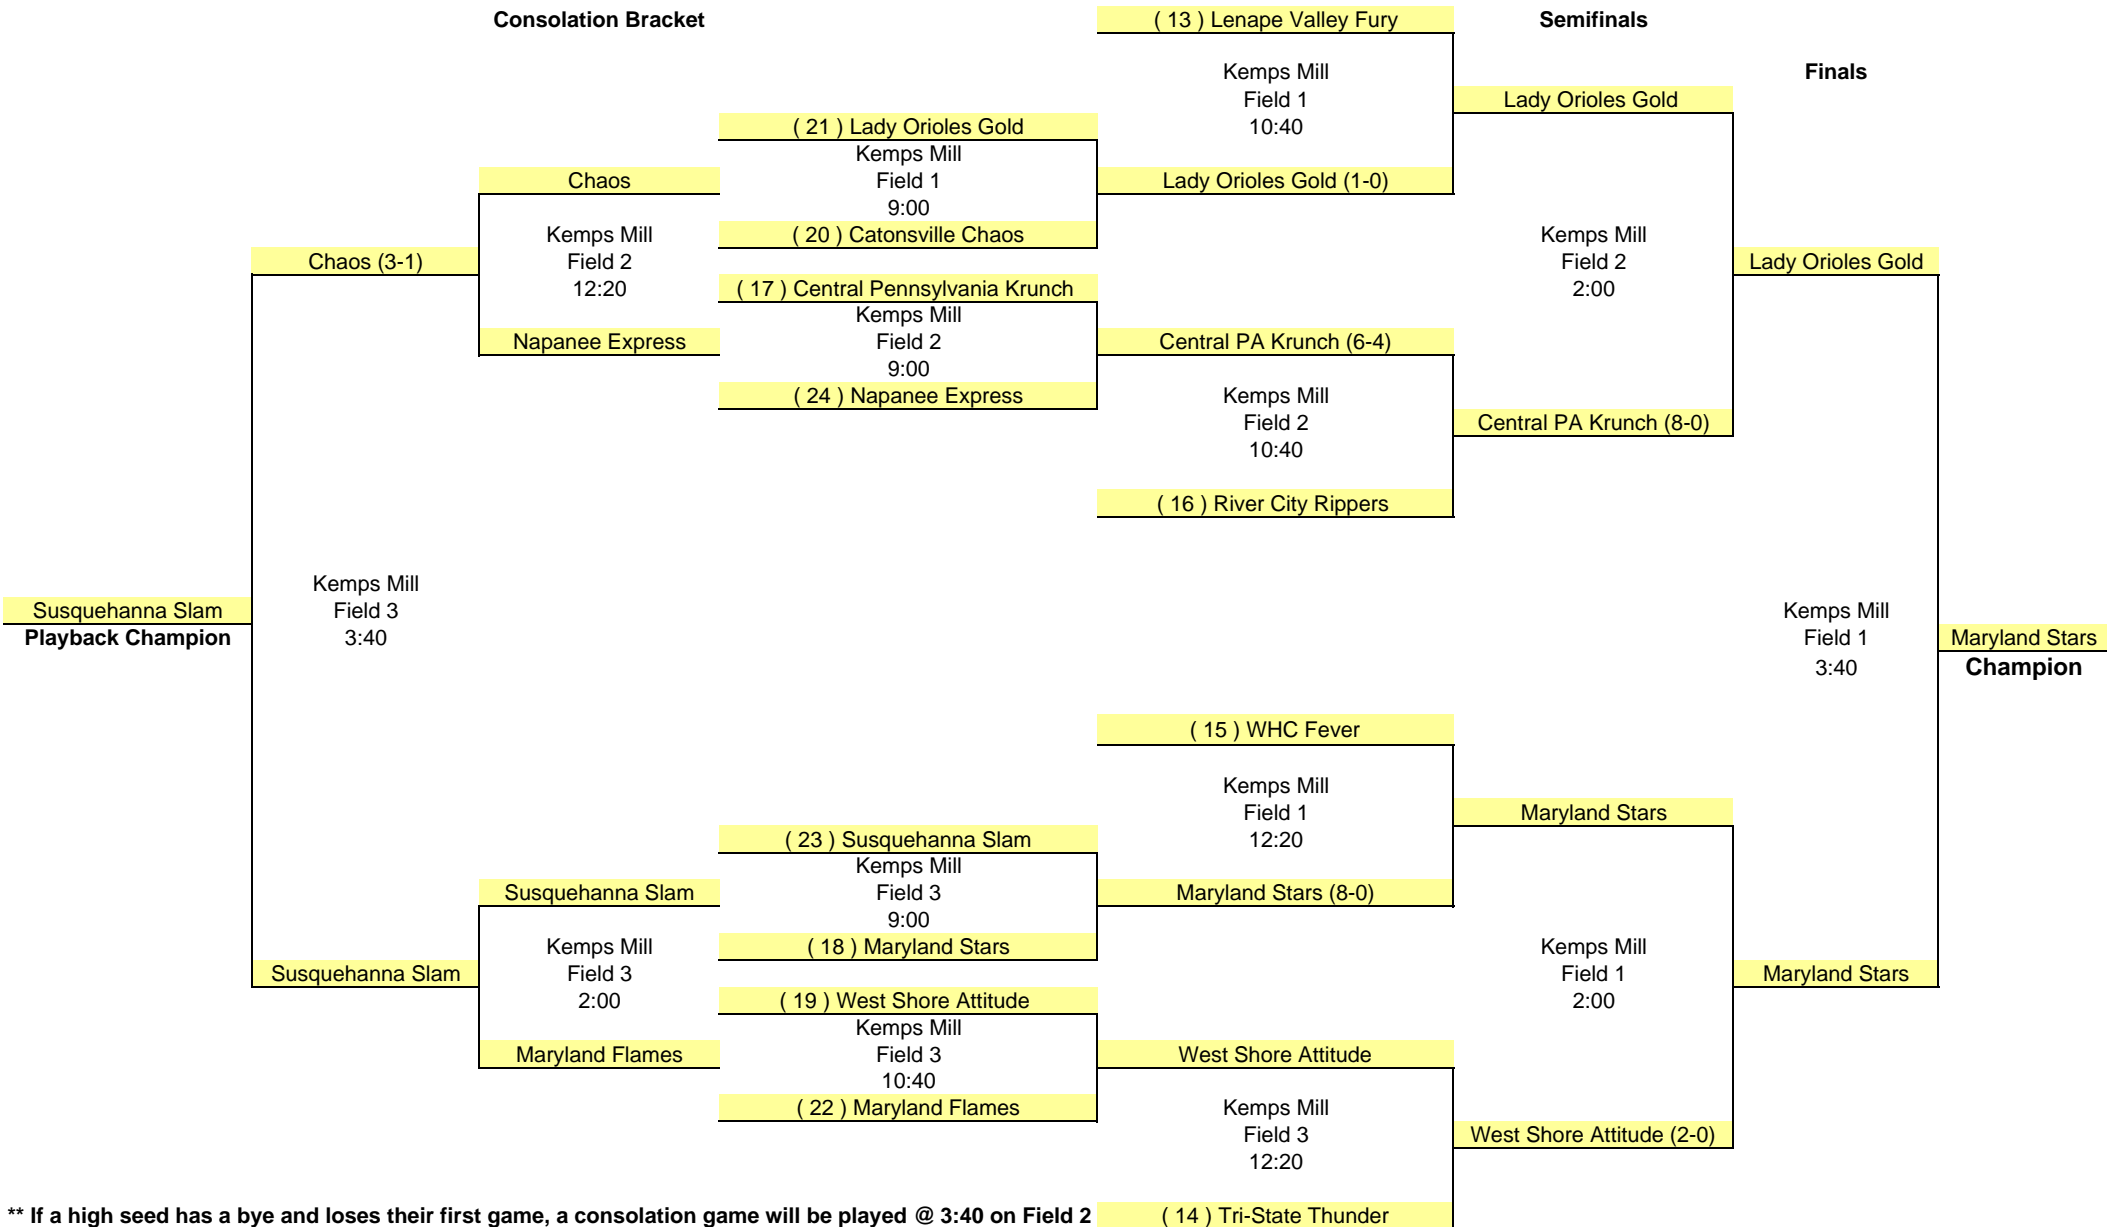 Consolation Bracket
( 13 ) Lenape Valley Fury
Semifinals
Kemps Mill
Finals
Field 1
Lady Orioles Gold
( 21 ) Lady Orioles Gold
10:40
Kemps Mill
Chaos
Field 1
Lady Orioles Gold (1-0)
9:00
Kemps Mill
( 20 ) Catonsville Chaos
Kemps Mill
Chaos (3-1)
Field 2
Field 2
Lady Orioles Gold
12:20
( 17 ) Central Pennsylvania Krunch
2:00
Kemps Mill
Napanee Express
Field 2
Central PA Krunch (6-4)
9:00
( 24 ) Napanee Express
Kemps Mill
Field 2
Central PA Krunch (8-0)
10:40
( 16 ) River City Rippers
Kemps Mill
Susquehanna Slam
Field 3
Kemps Mill
Playback Champion
3:40
Field 1
Maryland Stars
3:40
Champion
( 15 ) WHC Fever
Kemps Mill
Field 1
Maryland Stars
( 23 ) Susquehanna Slam
12:20
Kemps Mill
Susquehanna Slam
Field 3
Maryland Stars (8-0)
9:00
Kemps Mill
( 18 ) Maryland Stars
Kemps Mill
Susquehanna Slam
Field 3
Field 1
Maryland Stars
2:00
( 19 ) West Shore Attitude
2:00
Kemps Mill
Maryland Flames
Field 3
West Shore Attitude
10:40
( 22 ) Maryland Flames
Kemps Mill
Field 3
West Shore Attitude (2-0)
12:20
** If a high seed has a bye and loses their first game, a consolation game will be played @ 3:40 on Field 2
( 14 ) Tri-State Thunder